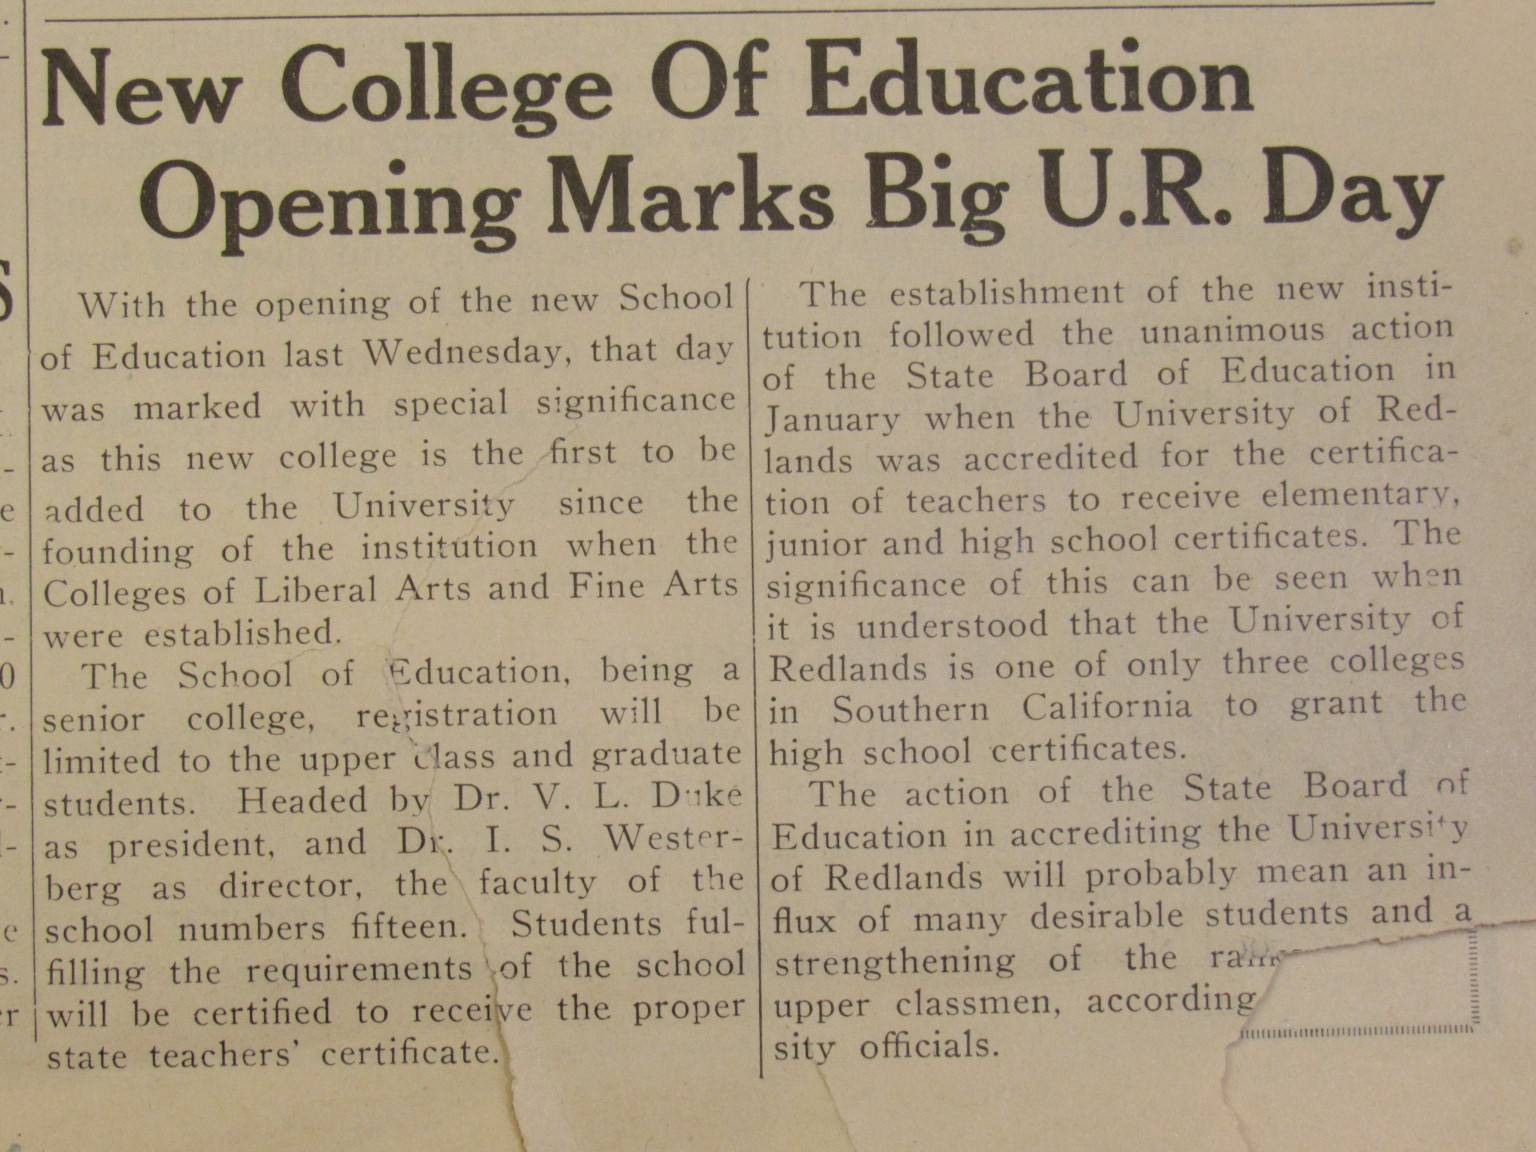 New College Of Education
Opening Marks Big U.R. Day
With the opening of the new School
of Education last Wednesday, that day
was marked with special significance
as this new college is the first to be
added to the University since the
founding of the institution when the
Colleges of Liberal Arts and Fine Arts
were established.
The School of Education, being a
senior college, registration will be
limited to the upper class and graduate
students. Headed by Dr. V. L. Duke
as president, and Dr. I. S. Wester-
berg as director, the faculty of the
school numbers fifteen. Students ful-
filling the requirements of the school
will be certified to receive the proper
state teachers' certificate.
The establishment of the new insti-
tution followed the unanimous action
of the State Board of Education in
January when the University of Red-
lands was accredited for the certifica-
tion of teachers to receive elementary,
junior and high school certificates. The
significance of this can be seen when
it is understood that the University of
Redlands is one of only three colleges
in Southern California to grant the
high school certificates.
The action of the State Board of
Education in accrediting the University
of Redlands will probably mean an in-
flux of many desirable students and a
strengthening of the
upper classmen, according
sity officials.